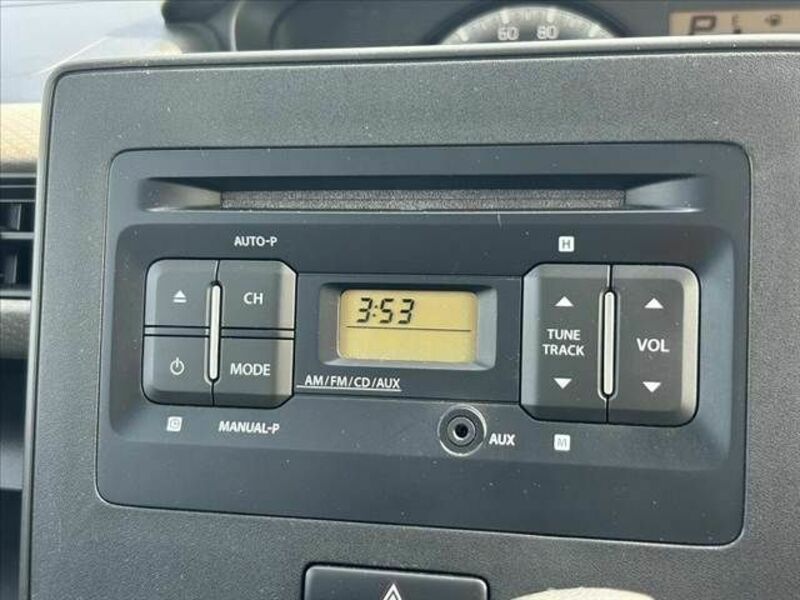 60 80
P E
AUTO-P
H
CH
3:53
TUNE
TRACK
VOL
MODE
AM/FM/CD/AUX
MANUAL-P
AUX
M